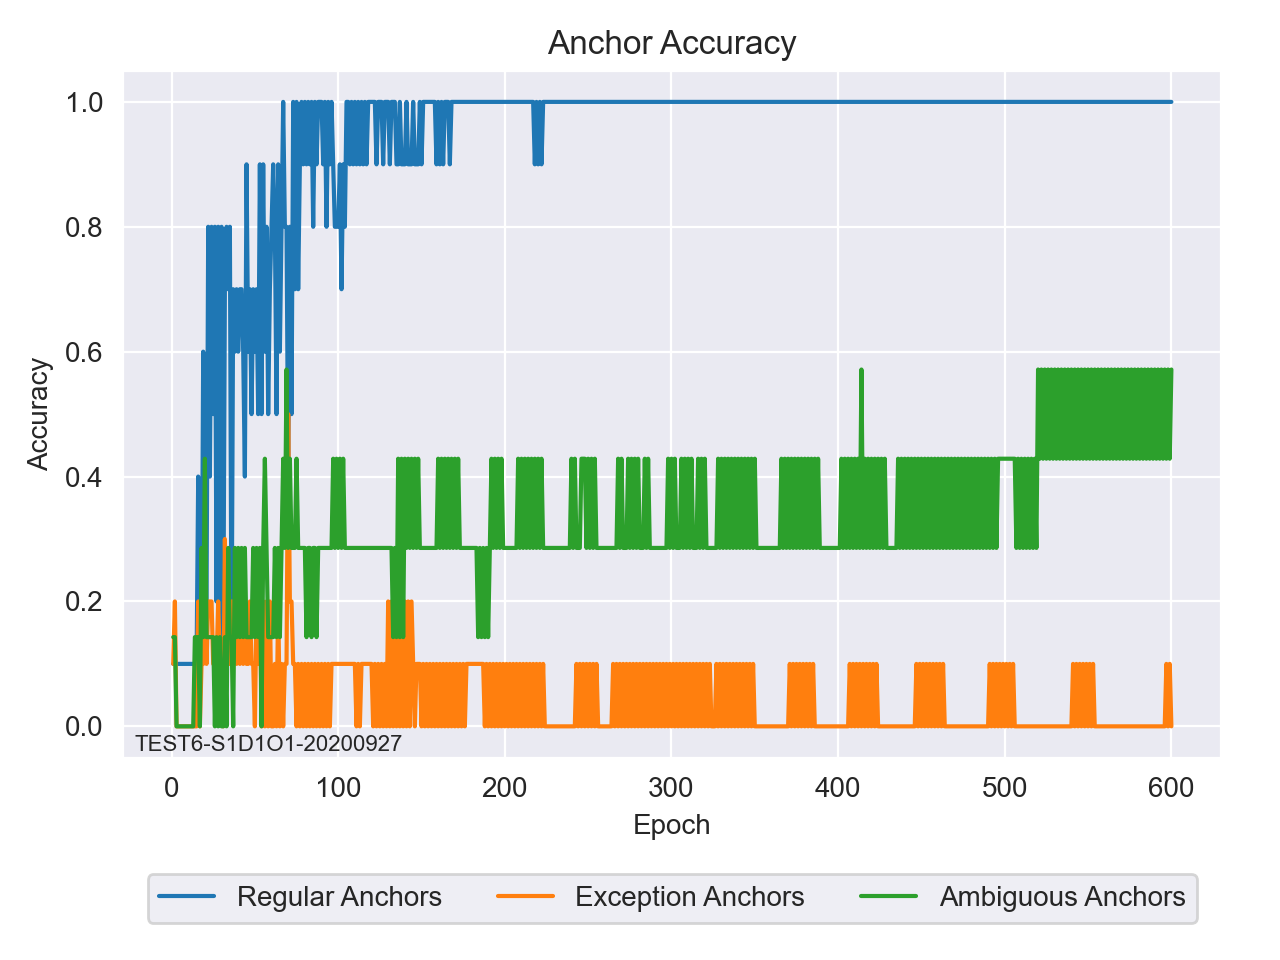 Anchor Accuracy
1.0
0.8
0.6
0.4
0.2
0.0
Accuracy
TEST6-S1D1O1-20200927
0 100 200 300 400 500 600
Epoch
Regular Anchors Exception Anchors Ambiguous Anchors